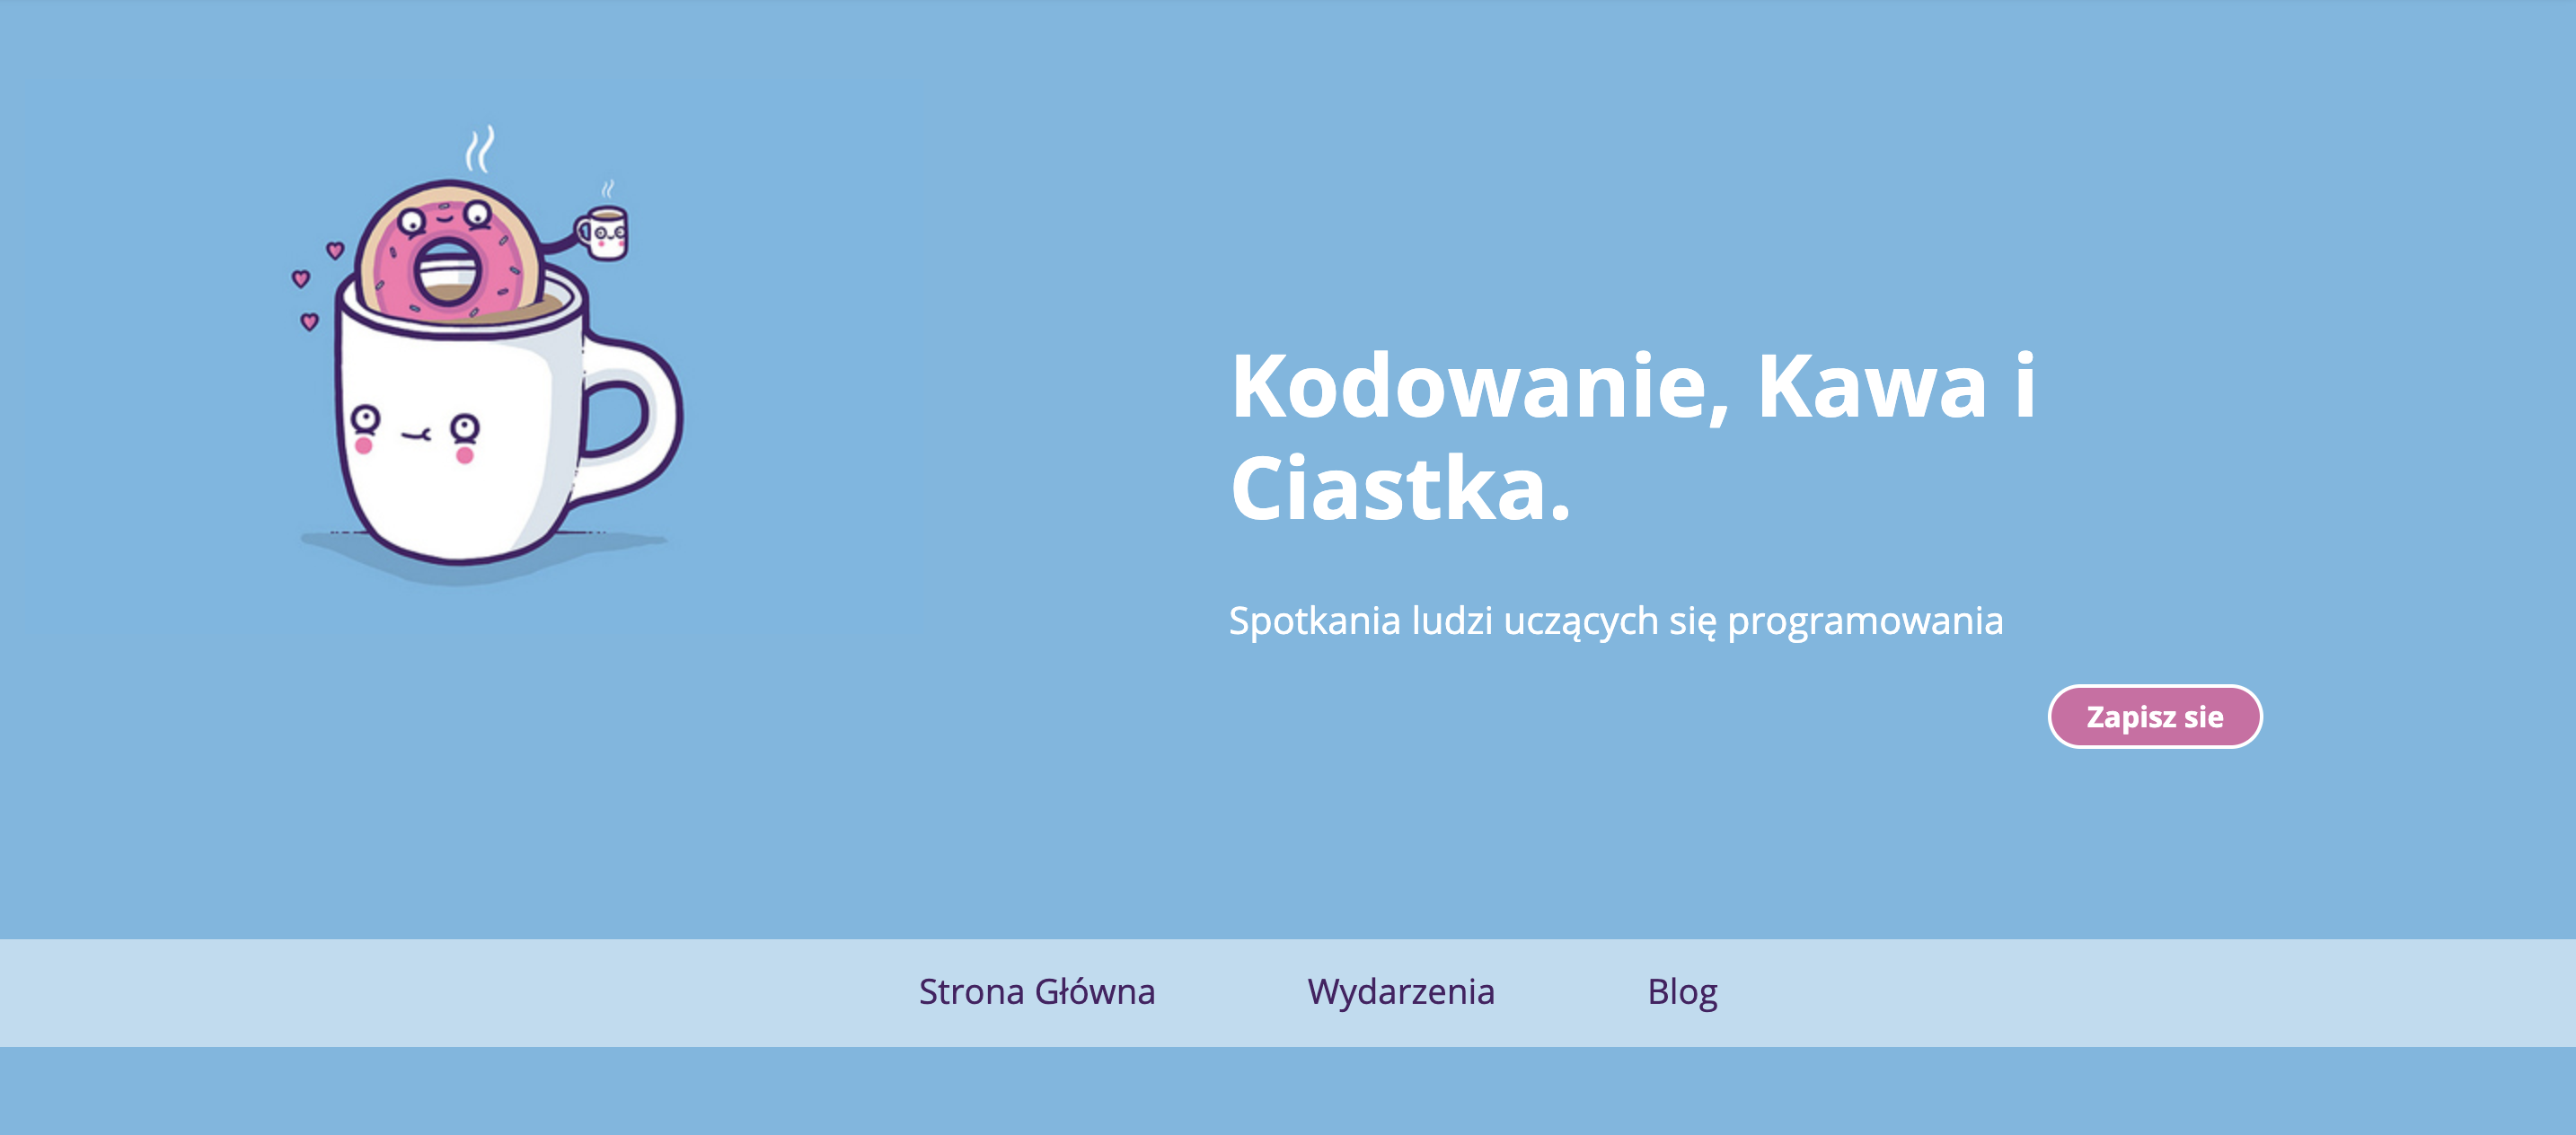 Kodowanie, Kawa i
Ciastka.
Spotkania ludzi uczących się programowania
Zapisz sie
Strona Główna
Wydarzenia
Blog